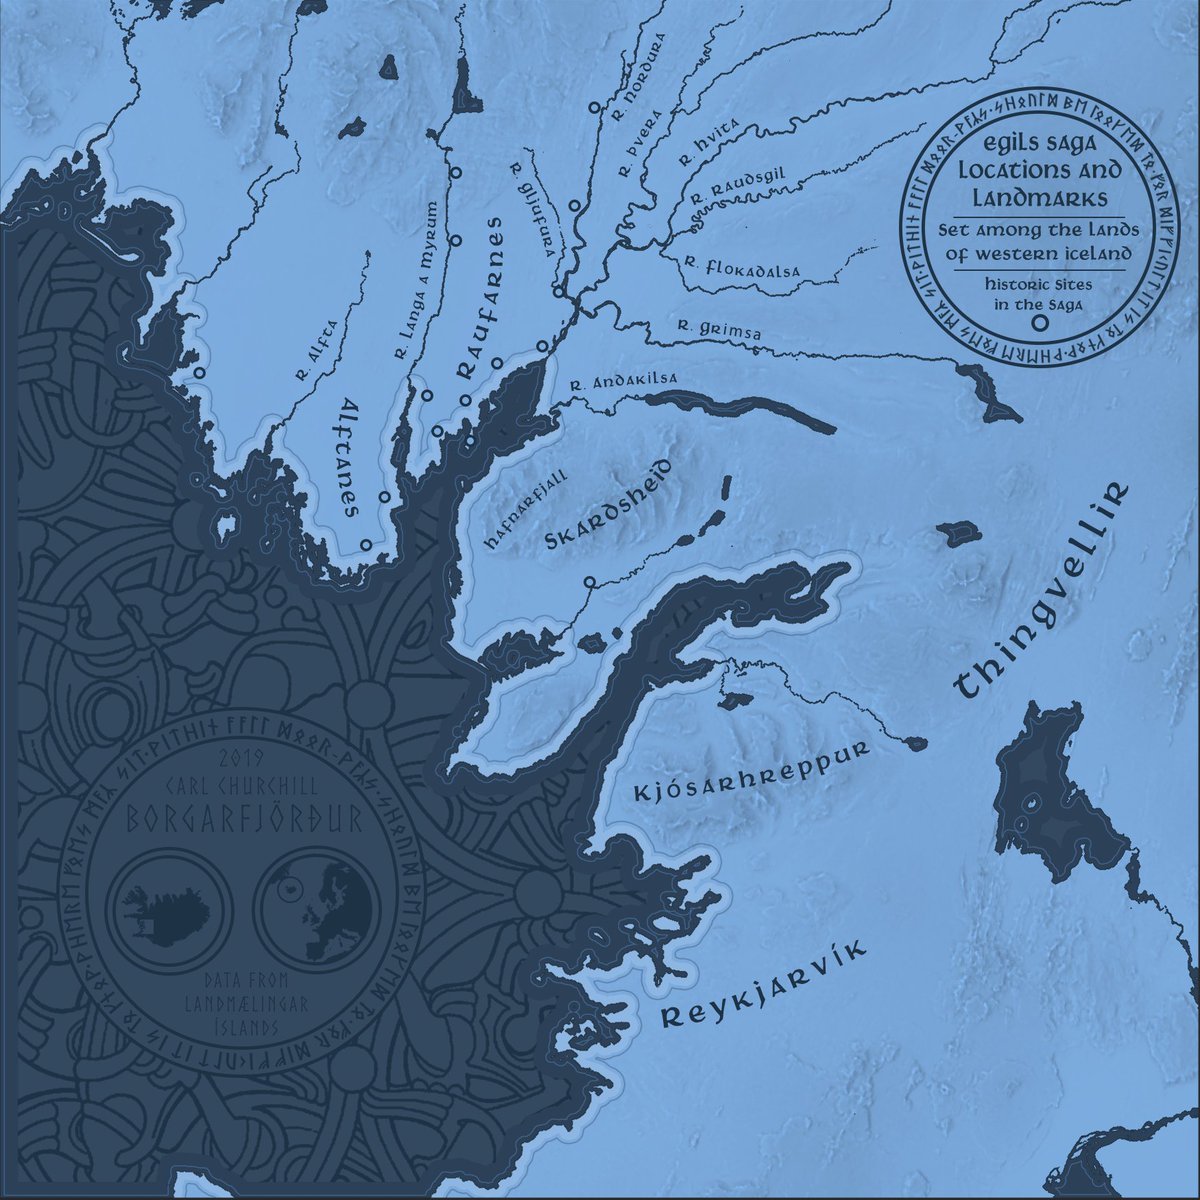 R. Nordura
R. Þvera
R. Hvita
R. Raudsgil
R. Flokadalsa
R. Gljufura
R. Grimsa
R. Andakilsa
R. Langa a Myrum
R. Alfta
Raufarnes
Alftanes
Hafnarfjall
Skardsheid
Thingvellir
Kjósarhreppur
Reykjarvík
Egils Saga
Locations and
Landmarks
Set Among the Lands
of Western Iceland
Historic Sites
in the Saga
2019
CARL CHURCHILL
BORGARFJÖRÐUR
DATA FROM
LANDMÆLINGAR
ÍSLANDS